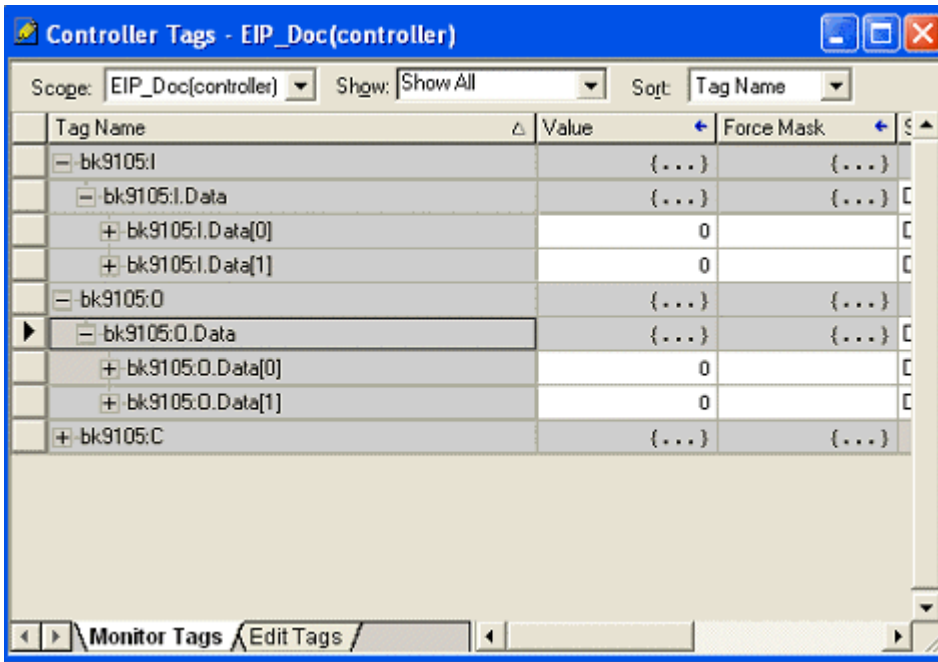 Controller Tags - EIP_Doc(controller)
Scope: EIP_Doc(controller) Show: Show All Sort: Tag Name
Tag Name Value Force Mask
bk9105:I {...} {...}
bk9105:I.Data {...} {...}
bk9105:I.Data[0] 0
bk9105:I.Data[1] 0
bk9105:O {...} {...}
bk9105:O.Data {...} {...}
bk9105:O.Data[0] 0
bk9105:O.Data[1] 0
bk9105:C {...} {...}
Monitor Tags Edit Tags